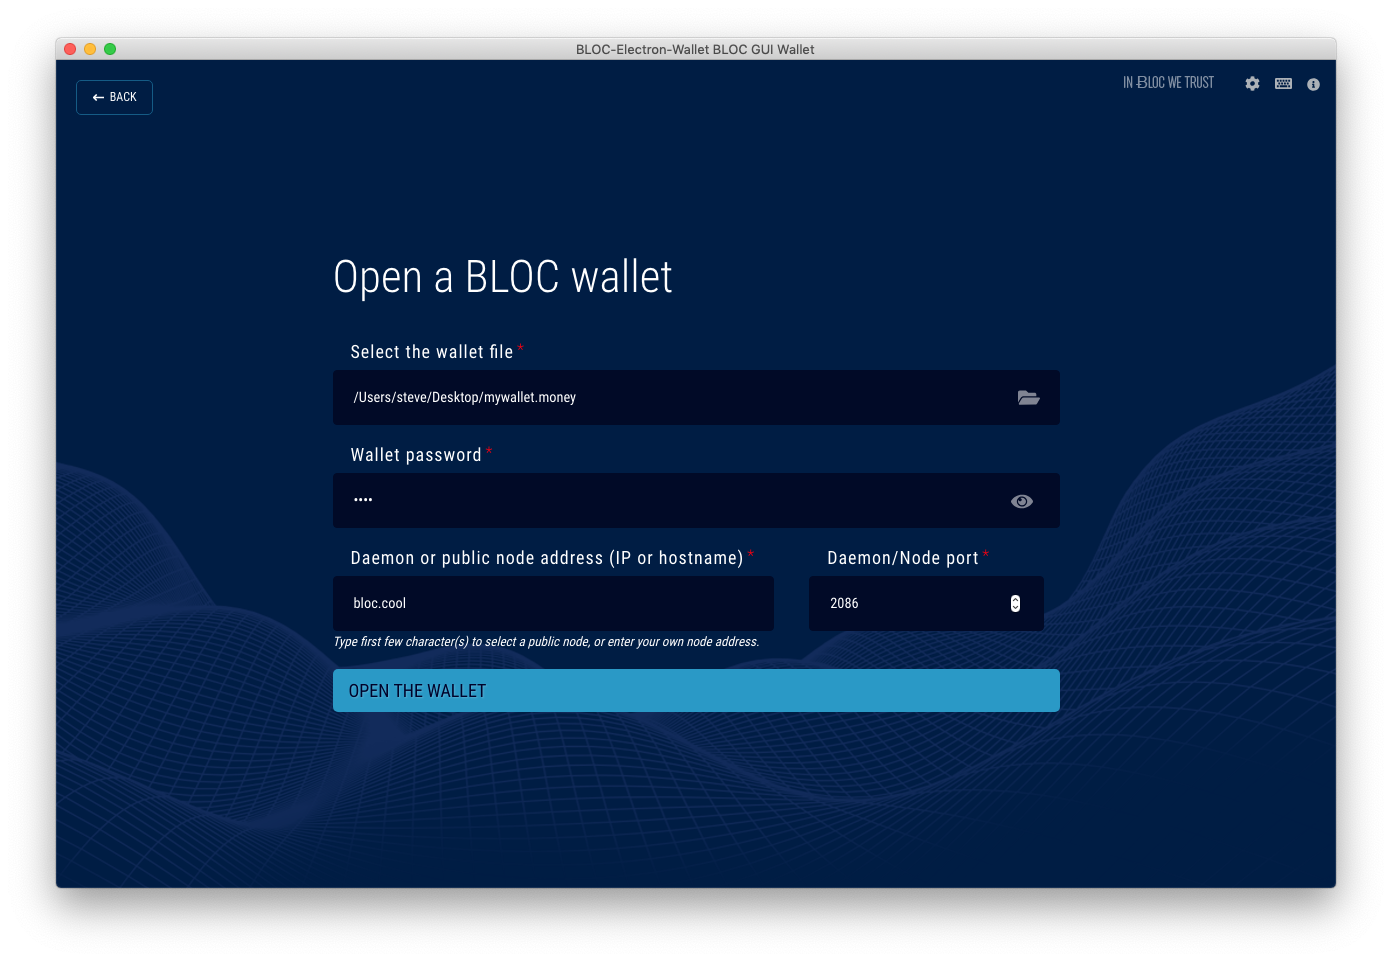 BLOC-Electron-Wallet BLOC GUI Wallet
BACK
IN BLOC WE TRUST
Open a BLOC wallet
Select the wallet file *
/Users/steve/Desktop/mywallet.money
Wallet password *
••••
Daemon or public node address (IP or hostname) *
Daemon/Node port *
bloc.cool
2086
Type first few character(s) to select a public node, or enter your own node address.
OPEN THE WALLET